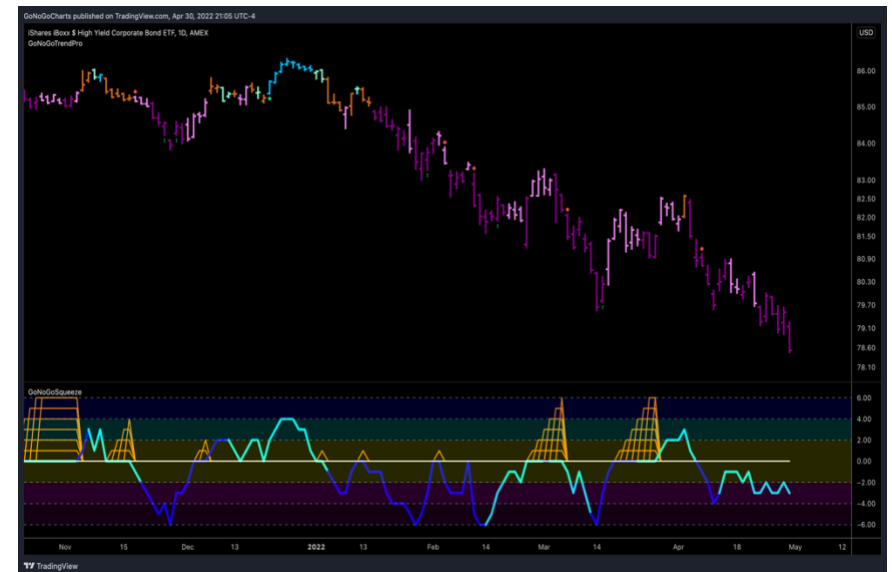 GoNoGoCharts published on TradingView.com, Apr 30, 2022 21:05 UTC-4
iShares iBoxx $ High Yield Corporate Bond ETF, 1D, AMEX
USD
GoNoGoTrendPro
86.00
85.00
84.00
83.00
82.50
82.00
81.50
80.90
80.30
79.70
79.10
78.60
78.10
GoNoGoSqueeze
6.00
4.00
2.00
0.00
−2.00
−4.00
−6.00
Nov 15 Dec 13 2022 13 Feb 14 Mar 14 Apr 18 May 12
TradingView